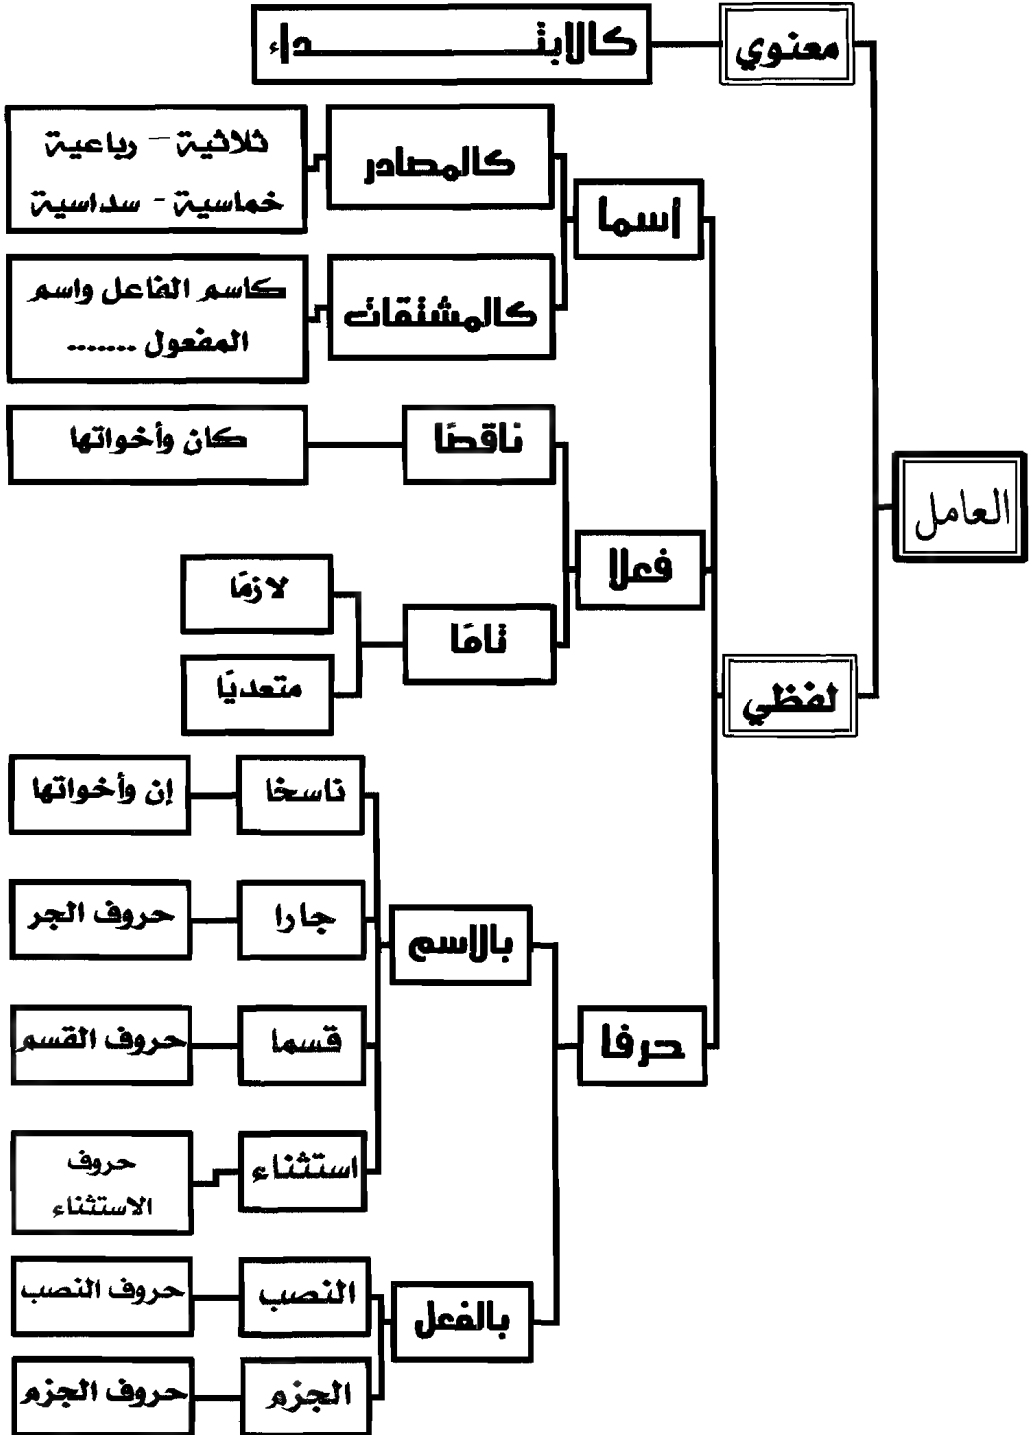 العامل
معنوي
كالابتـــــــــــــــــداء
لفظي
إسما
كالمصادر
ثلاثية – رباعية
خماسية - سداسية
كالمشتقات
كاسم الفاعل واسم
المفعول .......
فعلا
ناقصًا
كان وأخواتها
تامًا
لازمًا
متعديًا
حرفا
بالاسم
ناسخا
إن وأخواتها
جارا
حروف الجر
قسما
حروف القسم
استثناء
حروف
الاستثناء
بالفعل
النصب
حروف النصب
الجزم
حروف الجزم